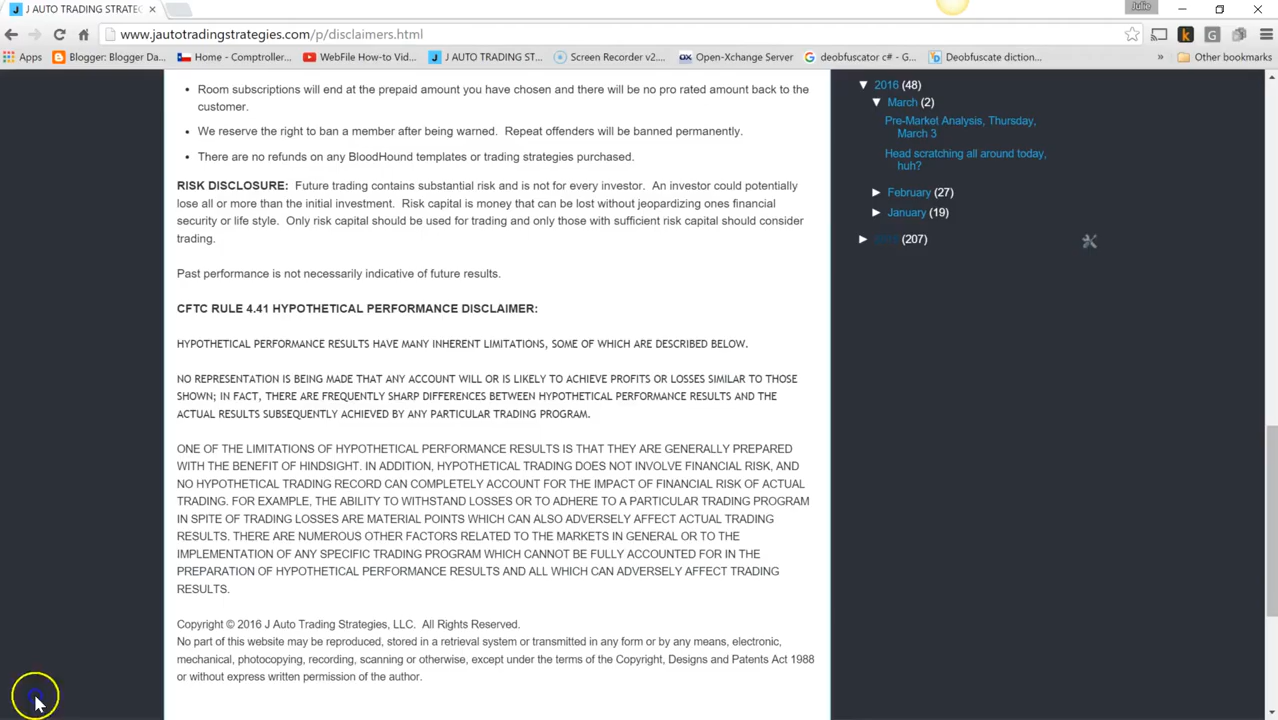 J AUTO TRADING STRATEG
Julie
www.jautotradingstrategies.com/p/disclaimers.html
Apps
Blogger: Blogger Da...
Home - Comptroller...
WebFile How-to Vid...
J AUTO TRADING ST...
Screen Recorder v2....
Open-Xchange Server
deobfuscator c# - G...
Deobfuscate diction...
»
Other bookmarks
• Room subscriptions will end at the prepaid amount you have chosen and there will be no pro rated amount back to the
customer.
• We reserve the right to ban a member after being warned. Repeat offenders will be banned permanently.
• There are no refunds on any BloodHound templates or trading strategies purchased.
RISK DISCLOSURE: Future trading contains substantial risk and is not for every investor. An investor could potentially
lose all or more than the initial investment. Risk capital is money that can be lost without jeopardizing ones financial
security or life style. Only risk capital should be used for trading and only those with sufficient risk capital should consider
trading.
Past performance is not necessarily indicative of future results.
CFTC RULE 4.41 HYPOTHETICAL PERFORMANCE DISCLAIMER:
HYPOTHETICAL PERFORMANCE RESULTS HAVE MANY INHERENT LIMITATIONS, SOME OF WHICH ARE DESCRIBED BELOW.
NO REPRESENTATION IS BEING MADE THAT ANY ACCOUNT WILL OR IS LIKELY TO ACHIEVE PROFITS OR LOSSES SIMILAR TO THOSE
SHOWN; IN FACT, THERE ARE FREQUENTLY SHARP DIFFERENCES BETWEEN HYPOTHETICAL PERFORMANCE RESULTS AND THE
ACTUAL RESULTS SUBSEQUENTLY ACHIEVED BY ANY PARTICULAR TRADING PROGRAM.
ONE OF THE LIMITATIONS OF HYPOTHETICAL PERFORMANCE RESULTS IS THAT THEY ARE GENERALLY PREPARED
WITH THE BENEFIT OF HINDSIGHT. IN ADDITION, HYPOTHETICAL TRADING DOES NOT INVOLVE FINANCIAL RISK, AND
NO HYPOTHETICAL TRADING RECORD CAN COMPLETELY ACCOUNT FOR THE IMPACT OF FINANCIAL RISK OF ACTUAL
TRADING. FOR EXAMPLE, THE ABILITY TO WITHSTAND LOSSES OR TO ADHERE TO A PARTICULAR TRADING PROGRAM
IN SPITE OF TRADING LOSSES ARE MATERIAL POINTS WHICH CAN ALSO ADVERSELY AFFECT ACTUAL TRADING
RESULTS. THERE ARE NUMEROUS OTHER FACTORS RELATED TO THE MARKETS IN GENERAL OR TO THE
IMPLEMENTATION OF ANY SPECIFIC TRADING PROGRAM WHICH CANNOT BE FULLY ACCOUNTED FOR IN THE
PREPARATION OF HYPOTHETICAL PERFORMANCE RESULTS AND ALL WHICH CAN ADVERSELY AFFECT TRADING
RESULTS.
Copyright © 2016 J Auto Trading Strategies, LLC. All Rights Reserved.
No part of this website may be reproduced, stored in a retrieval system or transmitted in any form or by any means, electronic,
mechanical, photocopying, recording, scanning or otherwise, except under the terms of the Copyright, Designs and Patents Act 1988
or without express written permission of the author.
▼ 2016 (48)
▼ March (2)
Pre-Market Analysis, Thursday,
March 3
Head scratching all around today,
huh?
► February (27)
► January (19)
► (207)